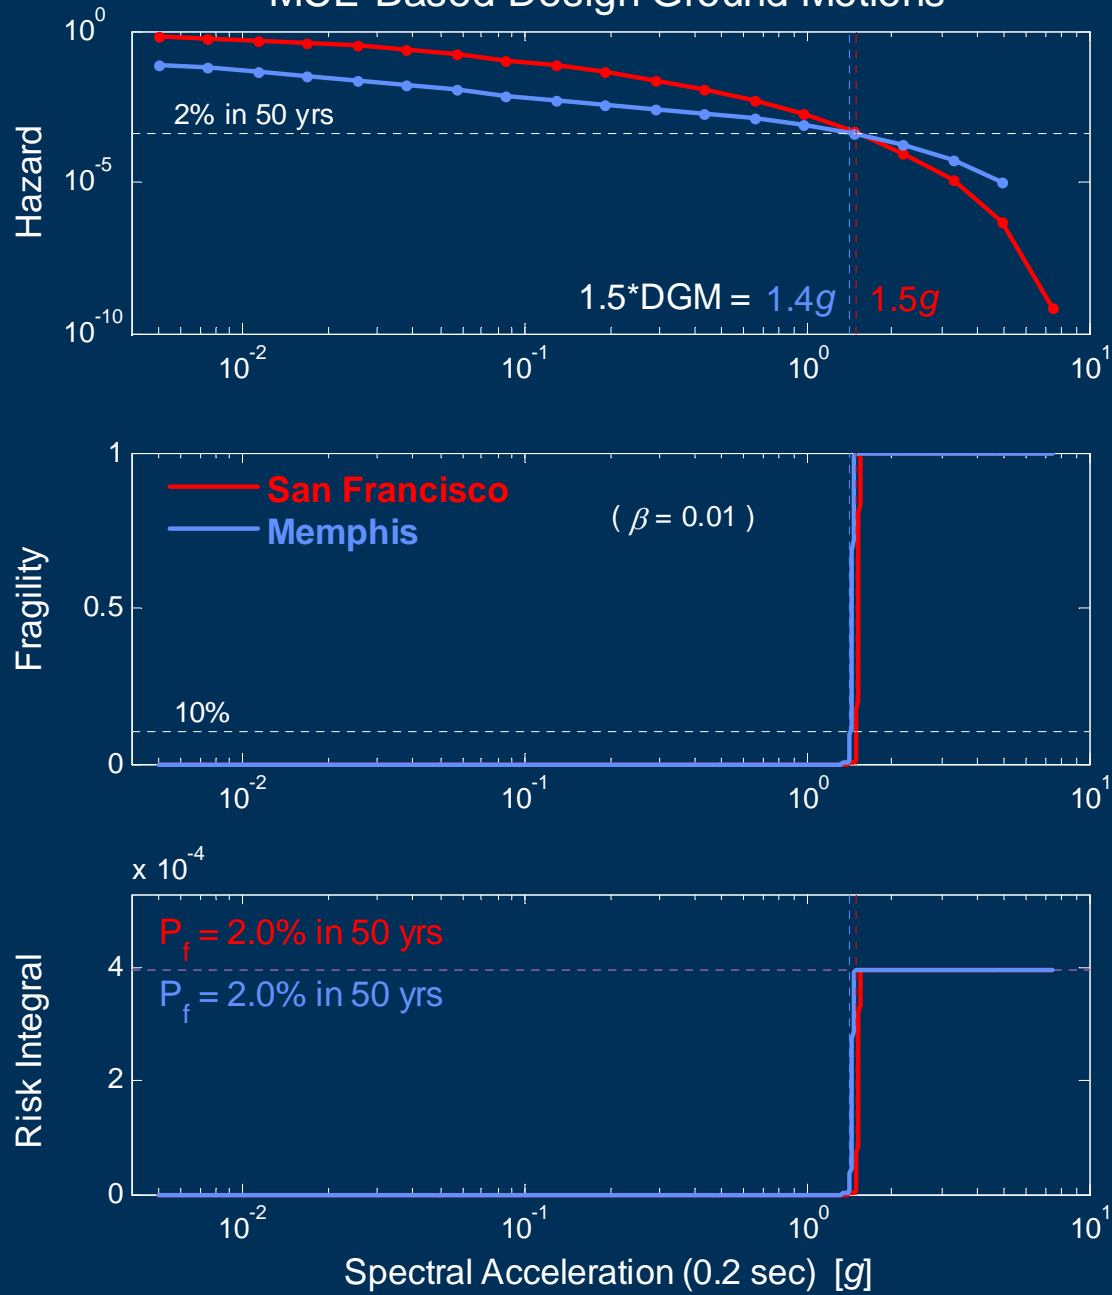 MCE-Based Design Ground Motions
10^0
2% in 50 yrs
10^-5
Hazard
1.5*DGM = 1.4g 1.5g
10^-10
10^-2 10^-1 10^0 10^1
1
San Francisco
Memphis
( β = 0.01 )
0.5
Fragility
10%
0
10^-2 10^-1 10^0 10^1
x 10^-4
P_f = 2.0% in 50 yrs
4
P_f = 2.0% in 50 yrs
2
Risk Integral
0
10^-2 10^-1 10^0 10^1
Spectral Acceleration (0.2 sec) [g]